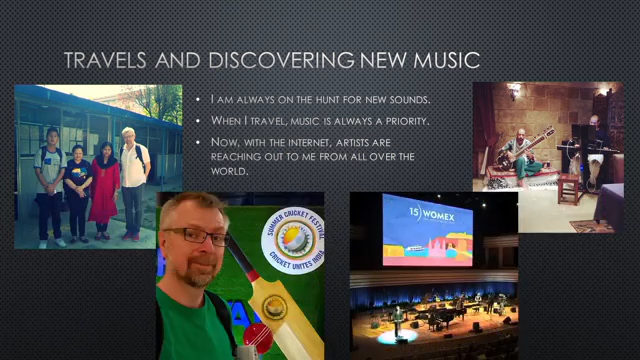 TRAVELS AND DISCOVERING NEW MUSIC
• I AM ALWAYS ON THE HUNT FOR NEW SOUNDS.
• WHEN I TRAVEL, MUSIC IS ALWAYS A PRIORITY.
• NOW, WITH THE INTERNET, ARTISTS ARE
REACHING OUT TO ME FROM ALL OVER THE
WORLD.
SUMMER CRICKET FESTIVAL
CRICKET UNITES INDIA
15) WOMEX